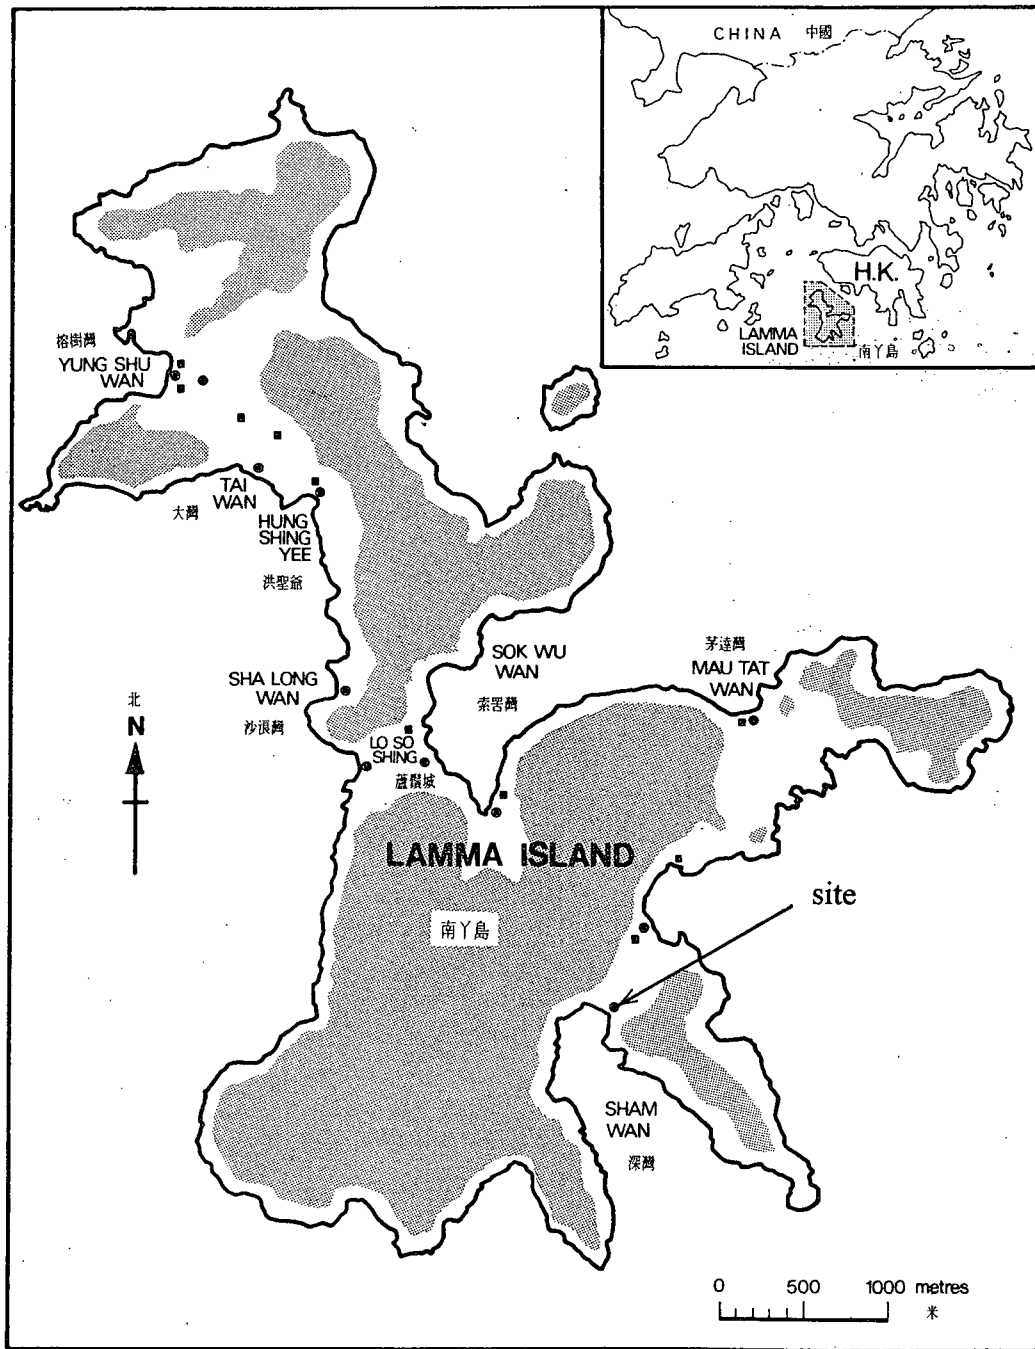 CHINA 中國
H.K.
LAMMA
ISLAND
南丫島
榕樹灣
YUNG SHU
WAN
TAI
WAN
大灣
HUNG
SHING
YEE
洪聖爺
SOK WU
WAN
索罟灣
茅達灣
MAU TAT
WAN
SHA LONG
WAN
沙浪灣
北
N
LO SO
SHING
蘆鬚城
LAMMA ISLAND
南丫島
site
SHAM
WAN
深灣
0 500 1000 metres
米